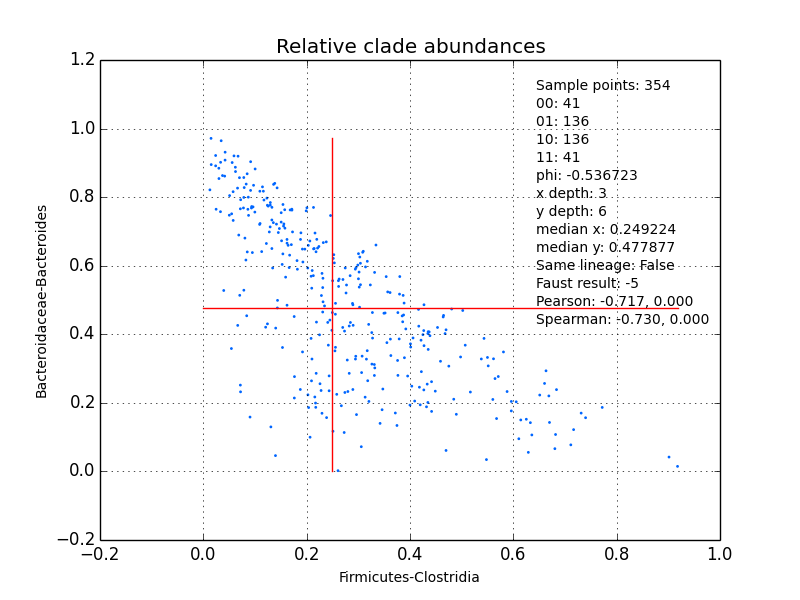 Relative clade abundances
1.2
1.0
0.8
0.6
0.4
0.2
0.0
−0.2
Bacteroidaceae-Bacteroides
Sample points: 354
00: 41
01: 136
10: 136
11: 41
phi: -0.536723
x depth: 3
y depth: 6
median x: 0.249224
median y: 0.477877
Same lineage: False
Faust result: -5
Pearson: -0.717, 0.000
Spearman: -0.730, 0.000
−0.2 0.0 0.2 0.4 0.6 0.8 1.0
Firmicutes-Clostridia